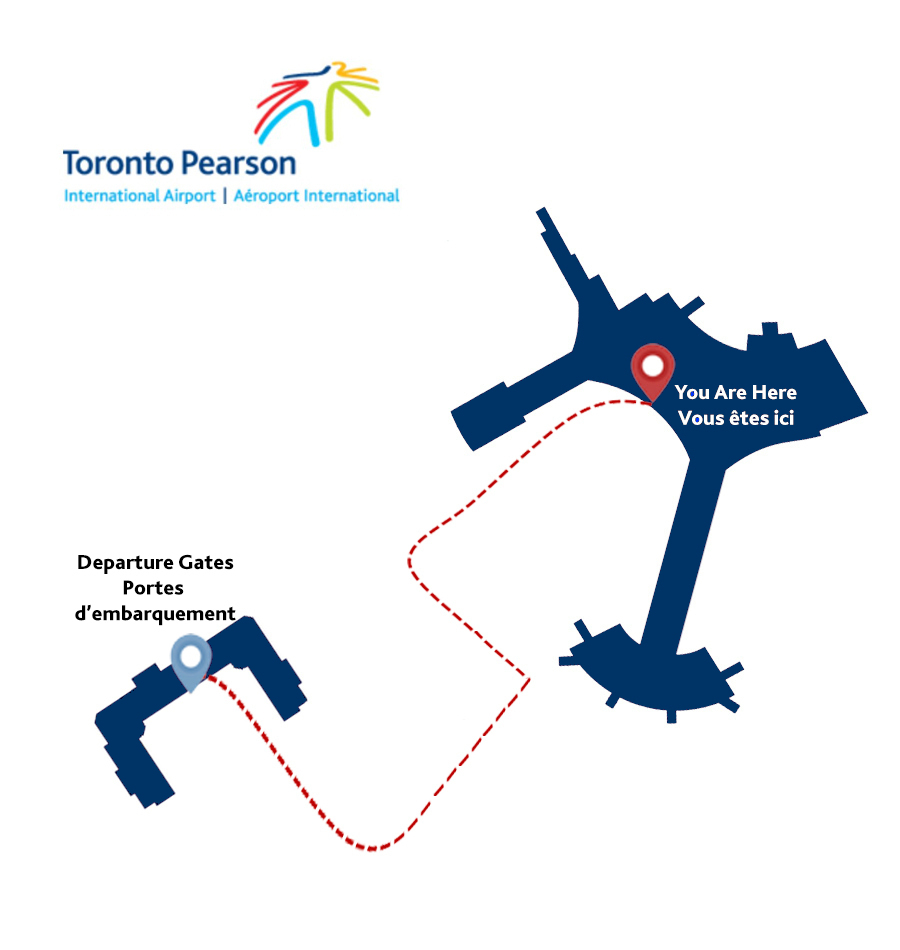 Toronto Pearson
International Airport | Aéroport International
You Are Here
Vous êtes ici
Departure Gates
Portes
d'embarquement